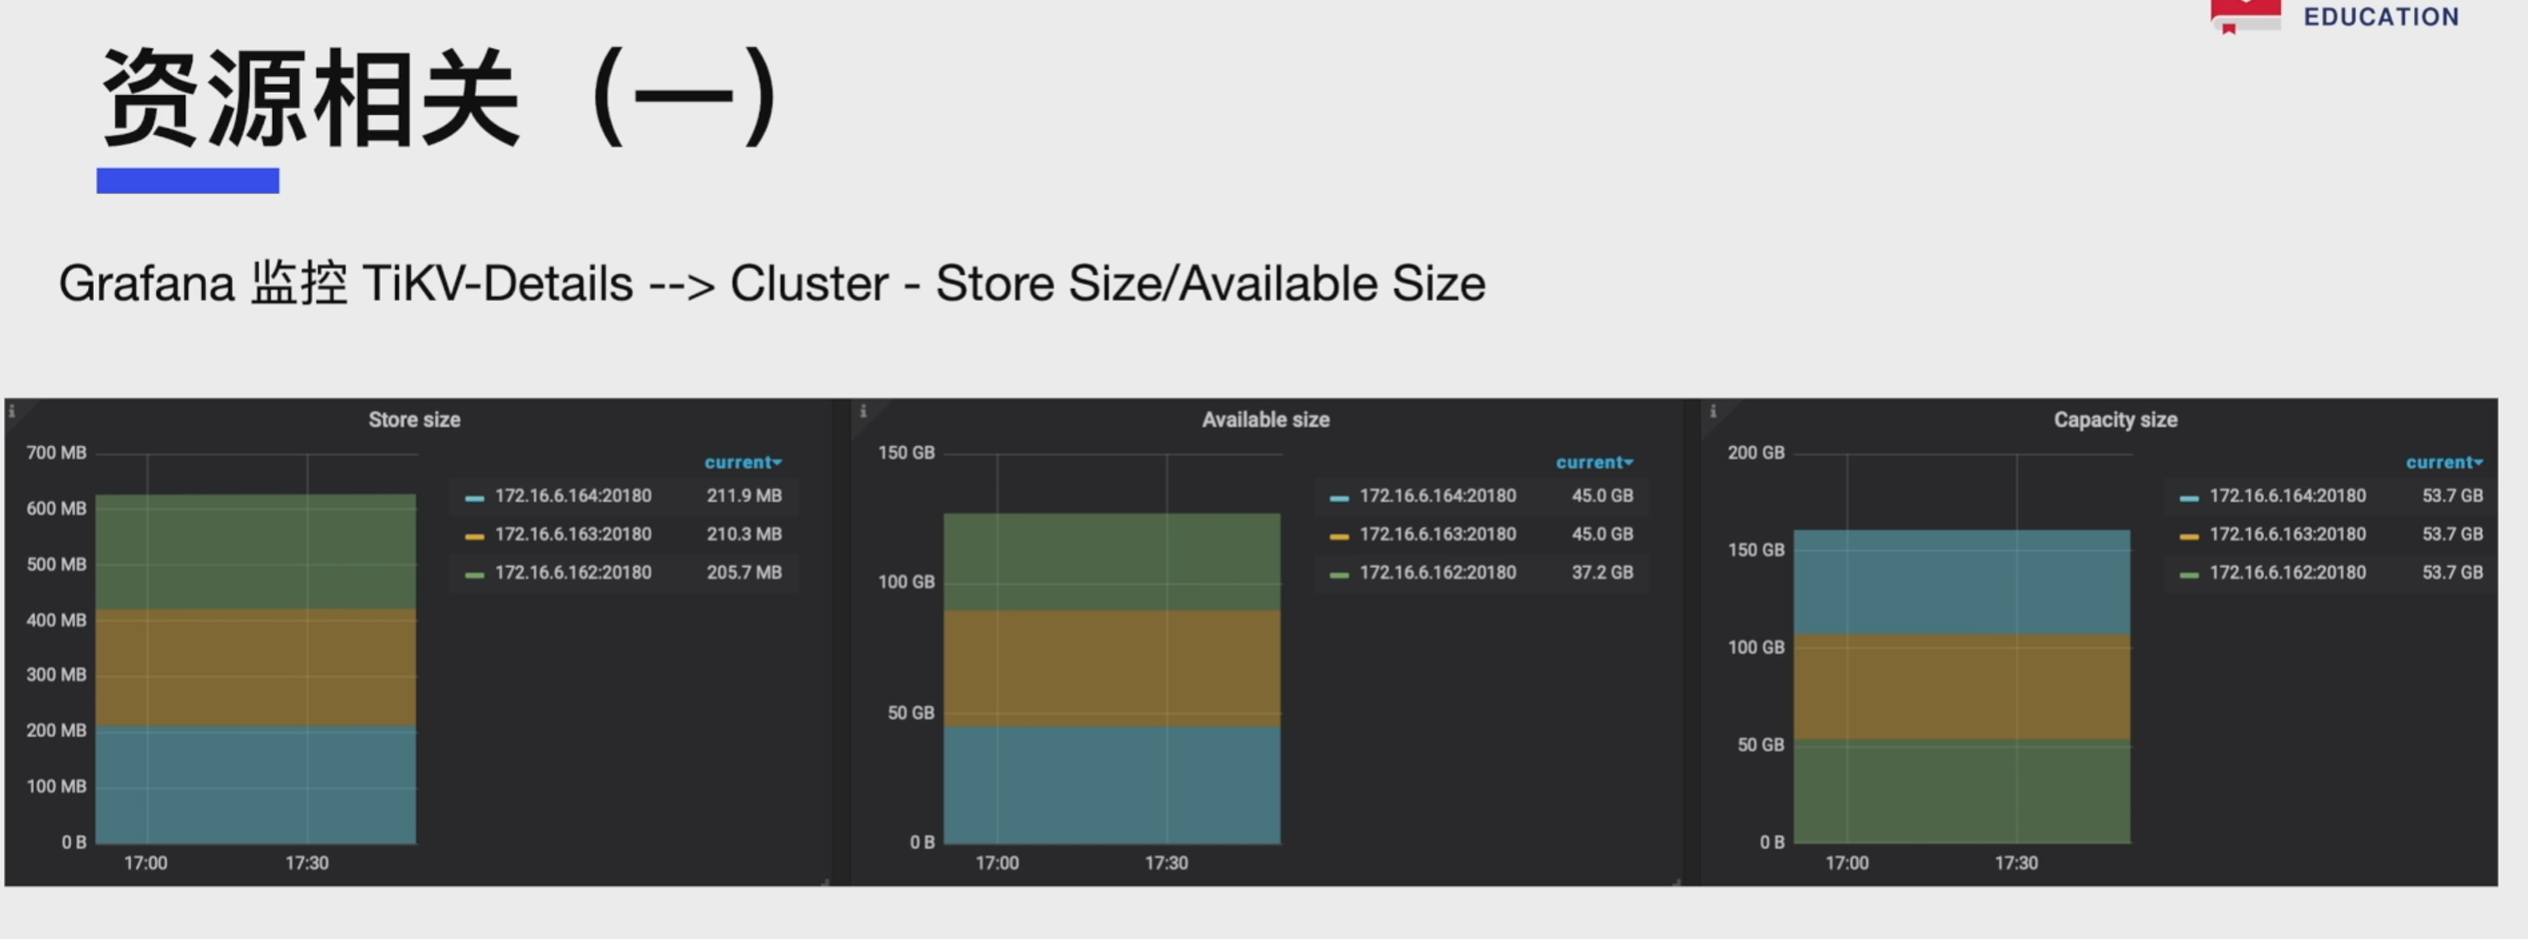 EDUCATION
资源相关（一）
Grafana 监控 TiKV-Details --> Cluster - Store Size/Available Size
Store size
700 MB
600 MB
500 MB
400 MB
300 MB
200 MB
100 MB
0 B
17:00 17:30
current
172.16.6.164:20180 211.9 MB
172.16.6.163:20180 210.3 MB
172.16.6.162:20180 205.7 MB
Available size
150 GB
100 GB
50 GB
0 B
17:00 17:30
current
172.16.6.164:20180 45.0 GB
172.16.6.163:20180 45.0 GB
172.16.6.162:20180 37.2 GB
Capacity size
200 GB
150 GB
100 GB
50 GB
0 B
17:00 17:30
current
172.16.6.164:20180 53.7 GB
172.16.6.163:20180 53.7 GB
172.16.6.162:20180 53.7 GB